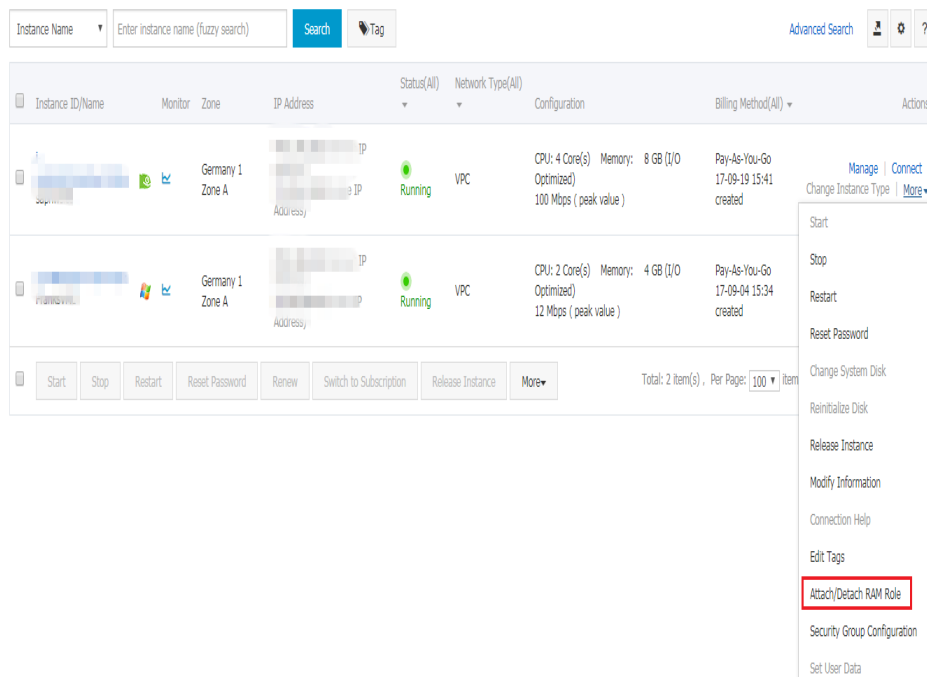 Instance Name
Enter instance name (fuzzy search)
Search
Tag
Advanced Search
?
Instance ID/Name
Monitor
Zone
IP Address
Status(All)
Network Type(All)
Configuration
Billing Method(All)
Actions
Germany 1
Zone A
IP
IP
Address)
Running
VPC
CPU: 4 Core(s) Memory: 8 GB (I/O
Optimized)
100 Mbps ( peak value )
Pay-As-You-Go
17-09-19 15:41
created
Manage | Connect
Change Instance Type | More
Germany 1
Zone A
IP
Address)
Running
VPC
CPU: 2 Core(s) Memory: 4 GB (I/O
Optimized)
12 Mbps ( peak value )
Pay-As-You-Go
17-09-04 15:34
created
Start
Stop
Restart
Reset Password
Renew
Switch to Subscription
Release Instance
More
Total: 2 item(s) , Per Page: 100 item
Start
Stop
Restart
Reset Password
Change System Disk
Reinitialize Disk
Release Instance
Modify Information
Connection Help
Edit Tags
Attach/Detach RAM Role
Security Group Configuration
Set User Data